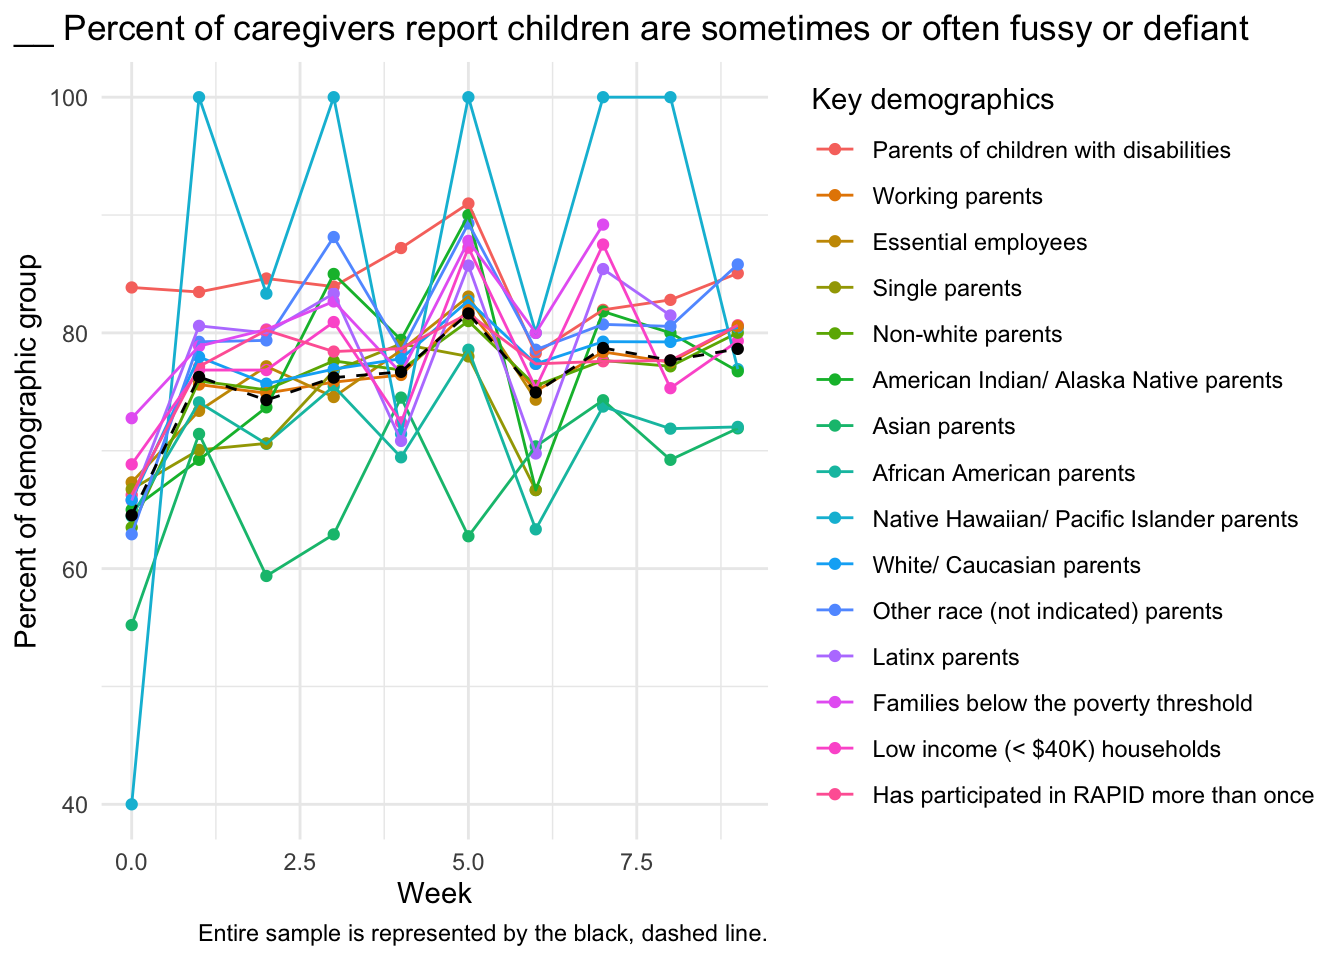 __ Percent of caregivers report children are sometimes or often fussy or defiant
Percent of demographic group
100
80
60
40
0.0
2.5
5.0
7.5
Week
Entire sample is represented by the black, dashed line.
Key demographics
Parents of children with disabilities
Working parents
Essential employees
Single parents
Non-white parents
American Indian/ Alaska Native parents
Asian parents
African American parents
Native Hawaiian/ Pacific Islander parents
White/ Caucasian parents
Other race (not indicated) parents
Latinx parents
Families below the poverty threshold
Low income (< $40K) households
Has participated in RAPID more than once